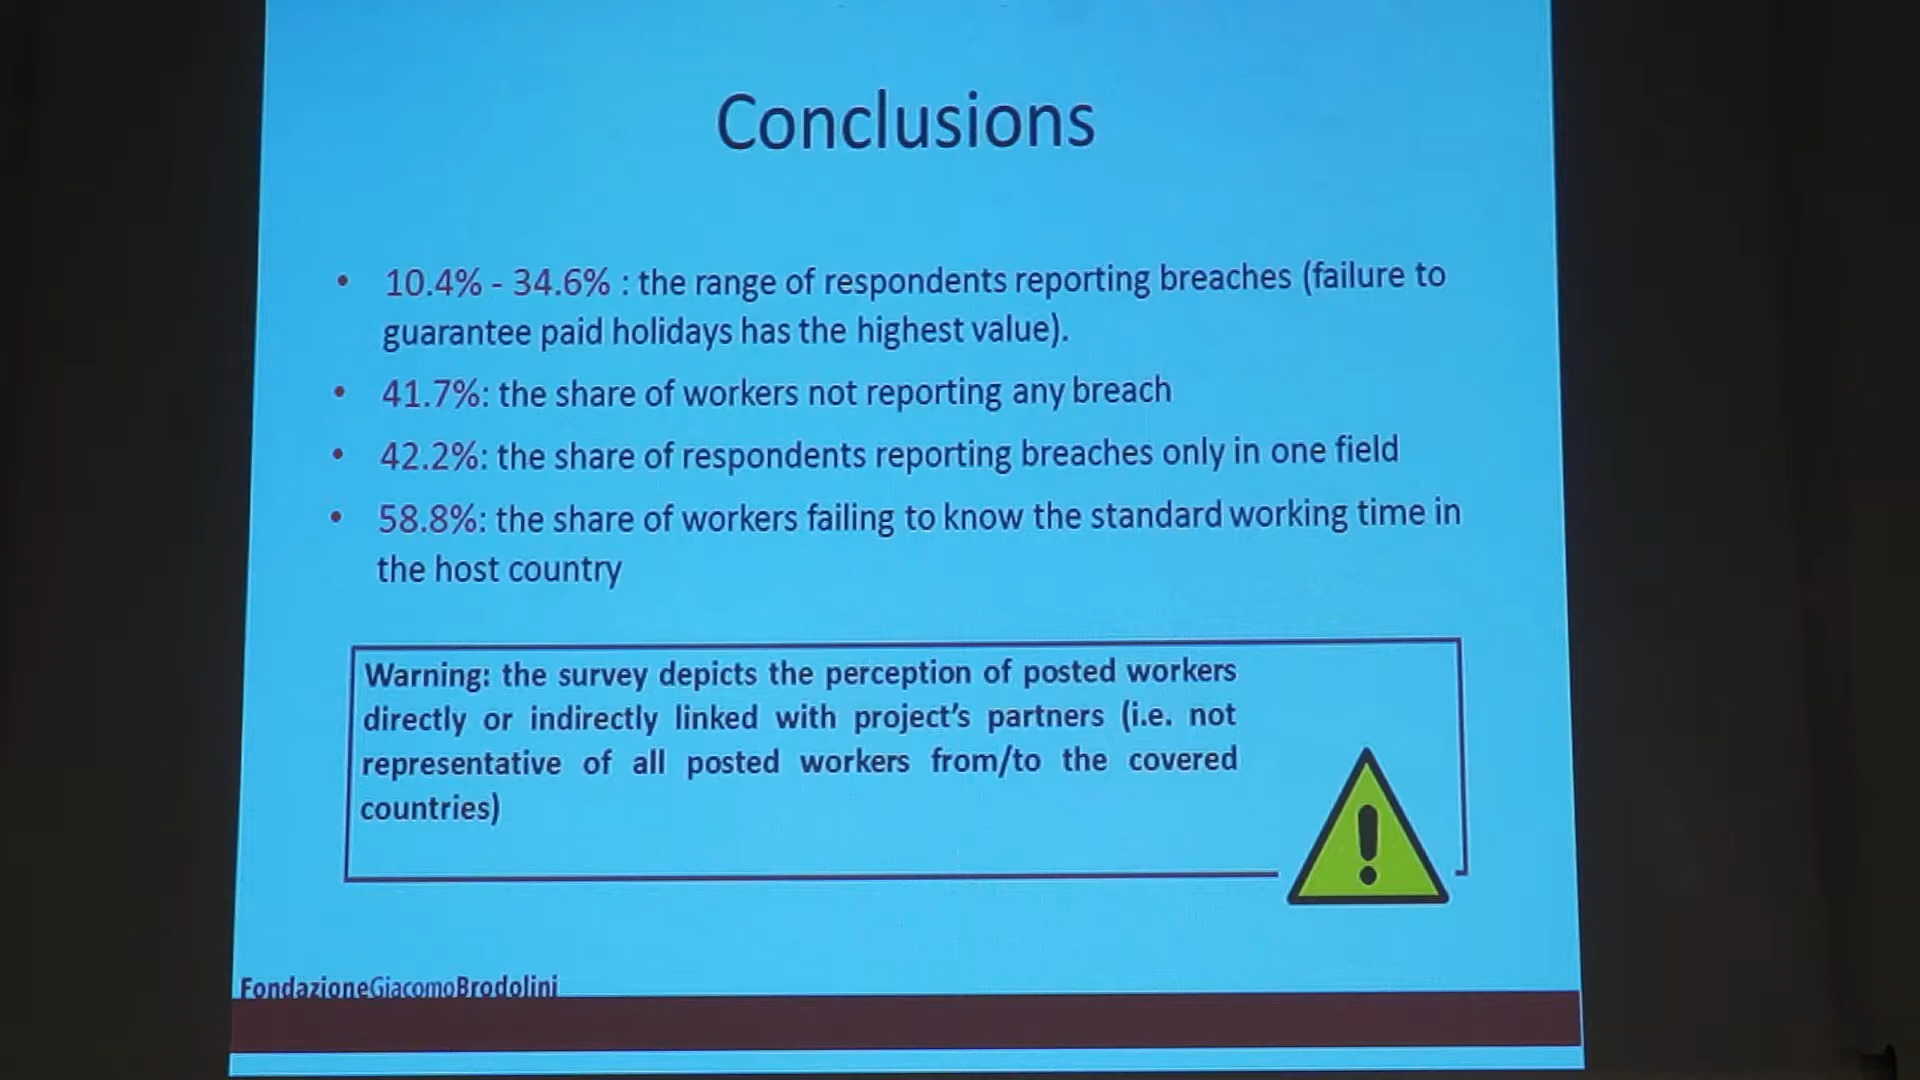 Conclusions
• 10.4% - 34.6% : the range of respondents reporting breaches (failure to
guarantee paid holidays has the highest value).
• 41.7%: the share of workers not reporting any breach
• 42.2%: the share of respondents reporting breaches only in one field
• 58.8%: the share of workers failing to know the standard working time in
the host country
Warning: the survey depicts the perception of posted workers
directly or indirectly linked with project's partners (i.e. not
representative of all posted workers from/to the covered
countries)
FondazioneGiacomoBrodolini